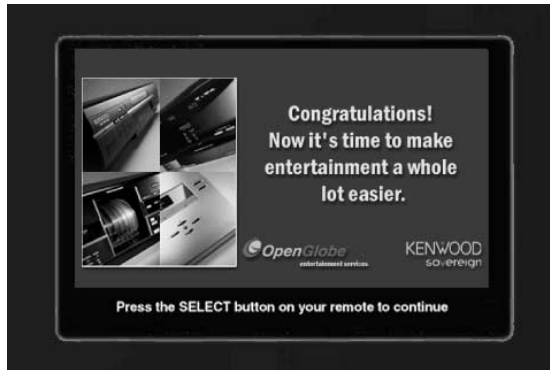 Congratulations!
Now it's time to make
entertainment a whole
lot easier.
OpenGlobe
entertainment services
KENWOOD
sovereign
Press the SELECT button on your remote to continue